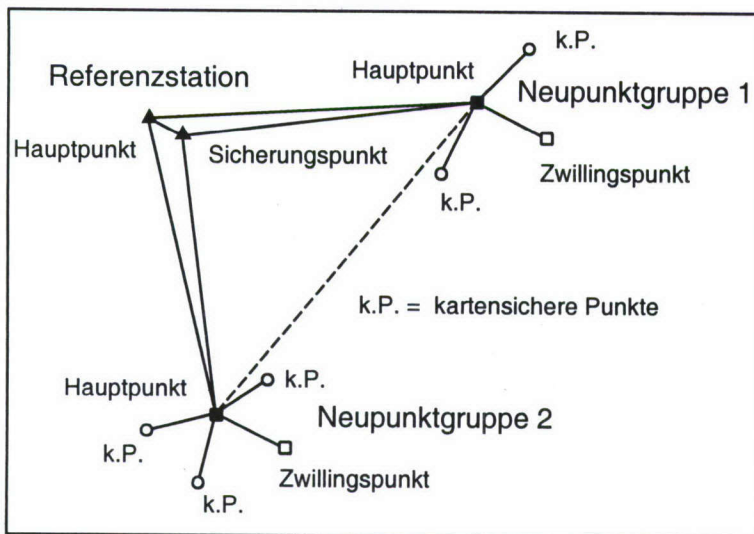 k.P.
Hauptpunkt
Referenzstation
Neupunktgruppe 1
Hauptpunkt
Sicherungspunkt
Zwillingspunkt
k.P.
k.P. = kartensichere Punkte
Hauptpunkt
k.P.
Neupunktgruppe 2
k.P.
Zwillingspunkt
k.P.